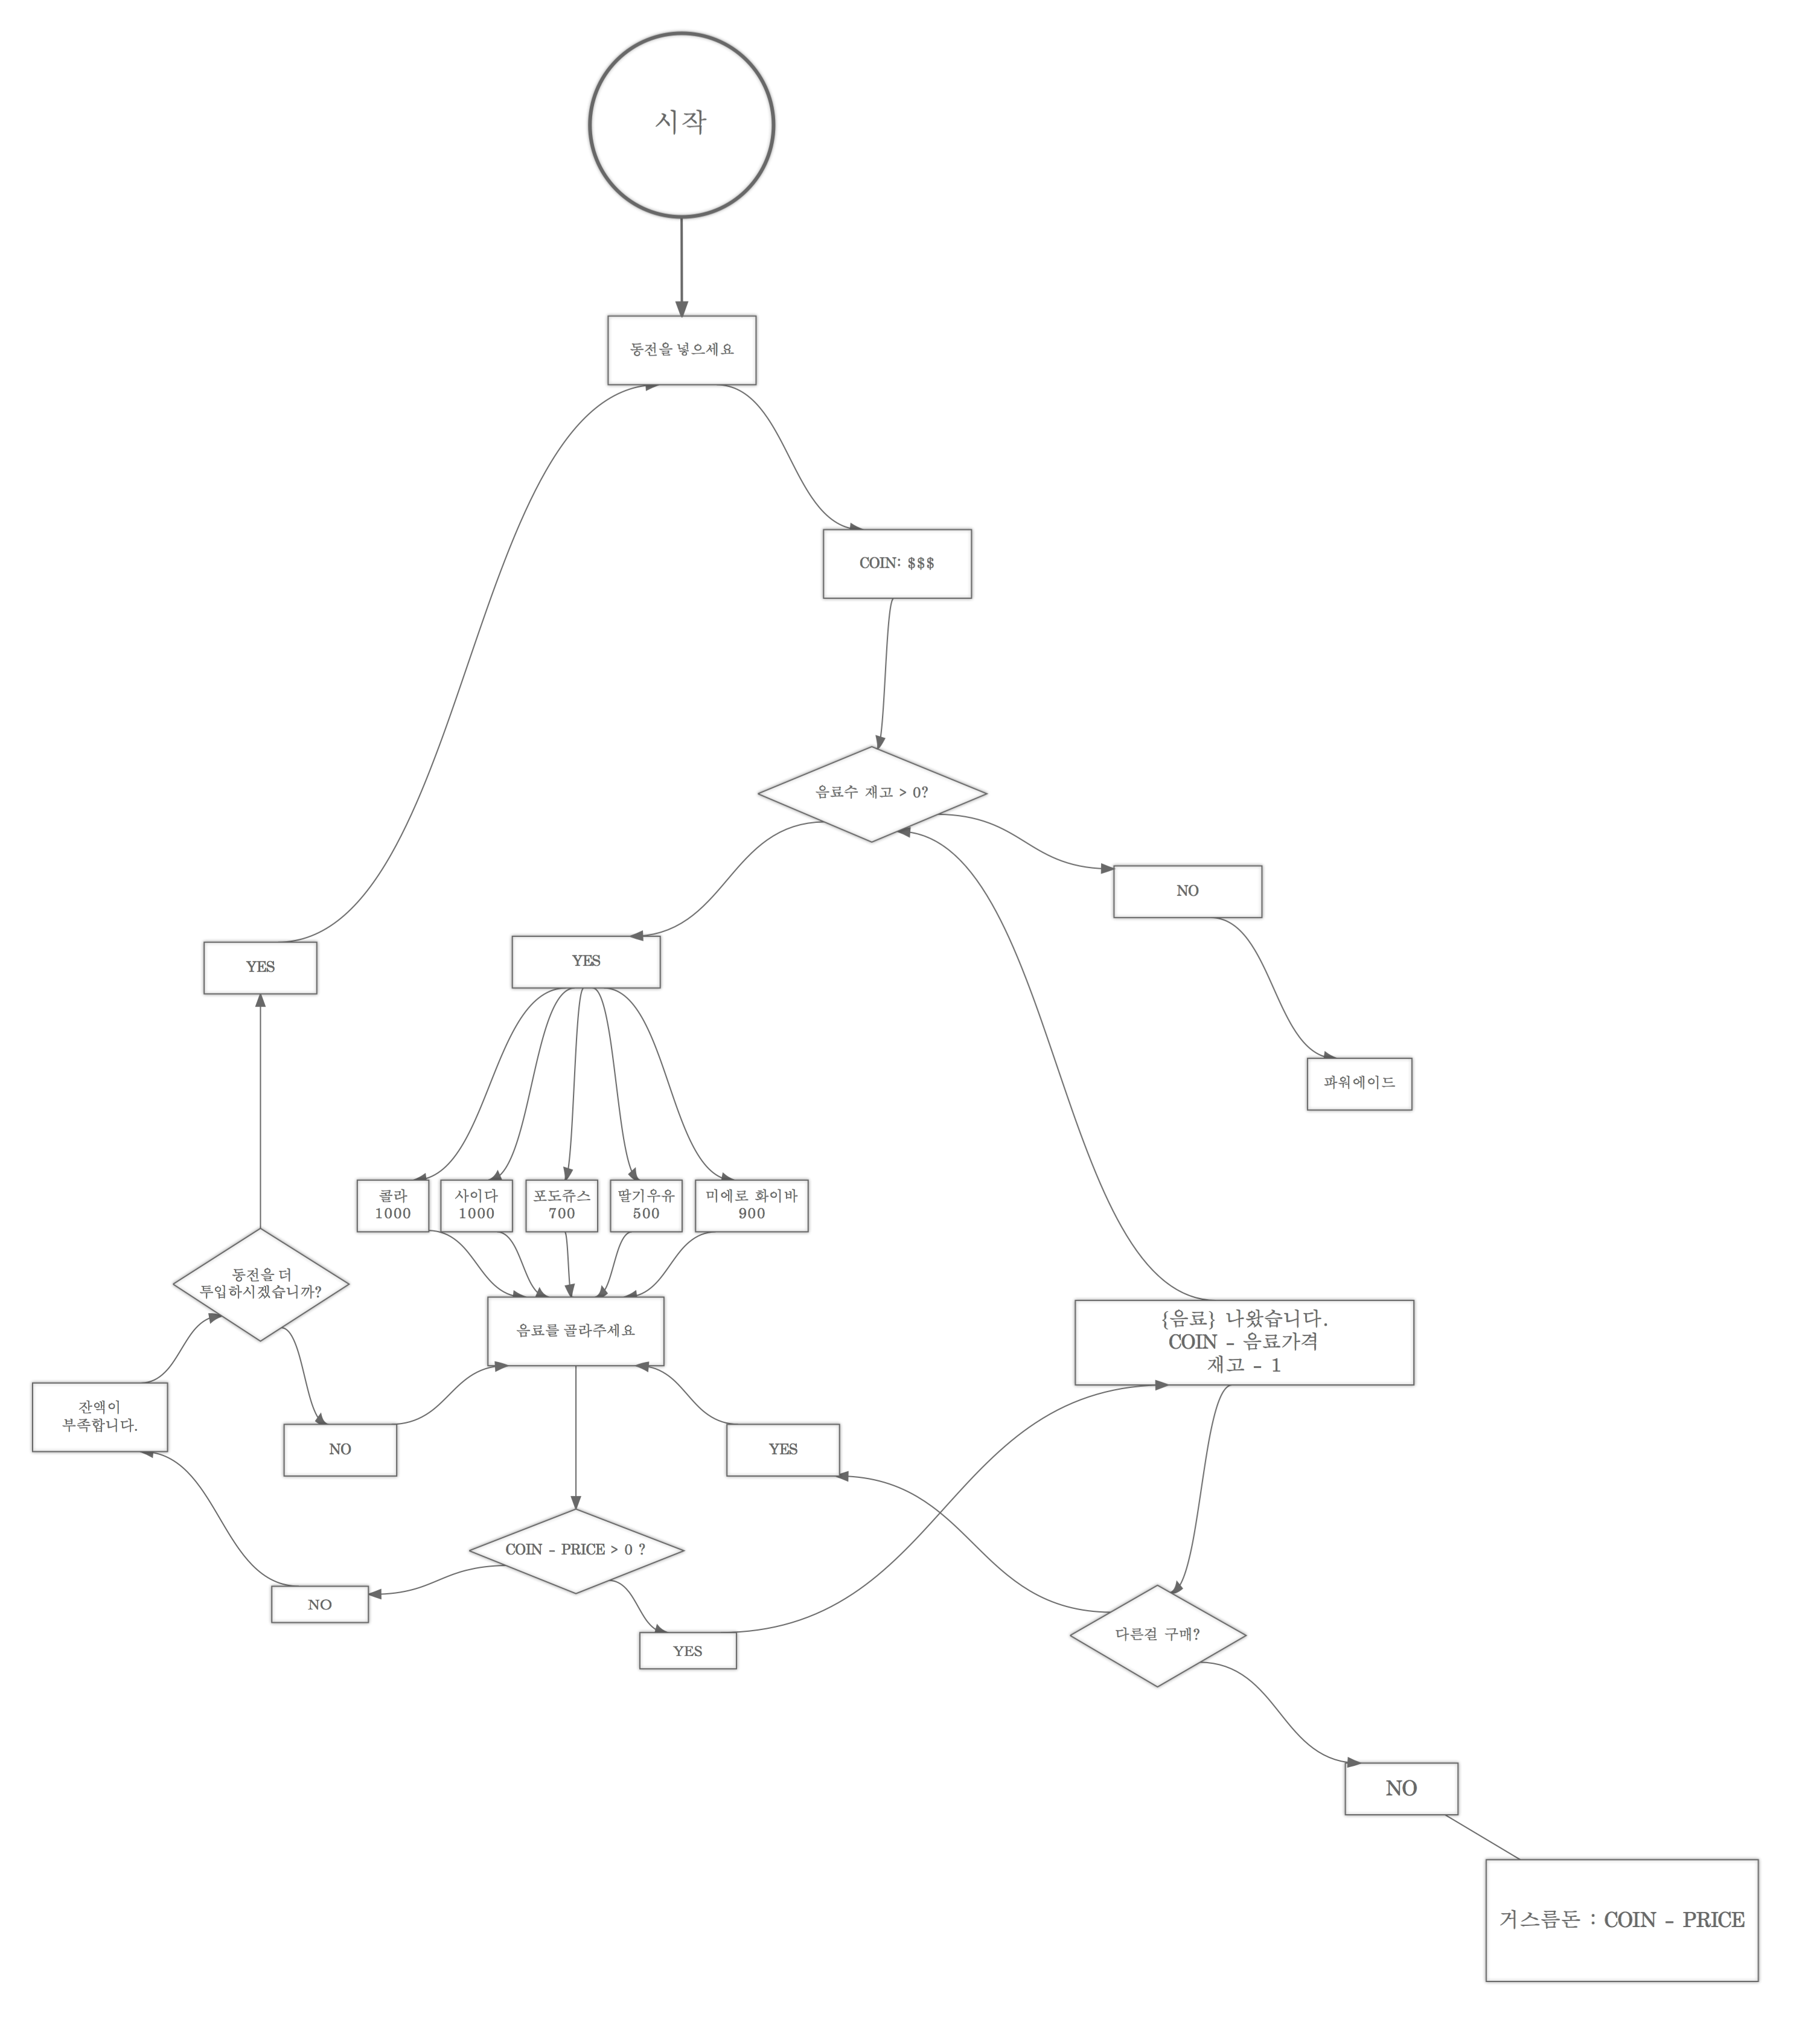 시작
동전을 넣으세요
COIN: $$$
음료수 재고 > 0?
NO
YES
YES
파워에이드
콜라
1000
사이다
1000
포도쥬스
700
딸기우유
500
미에로 화이바
900
동전을 더
투입하시겠습니까?
음료를 골라주세요
{음료} 나왔습니다.
COIN - 음료가격
재고 - 1
잔액이
부족합니다.
NO
YES
COIN - PRICE > 0 ?
NO
YES
다른걸 구매?
NO
거스름돈 : COIN - PRICE